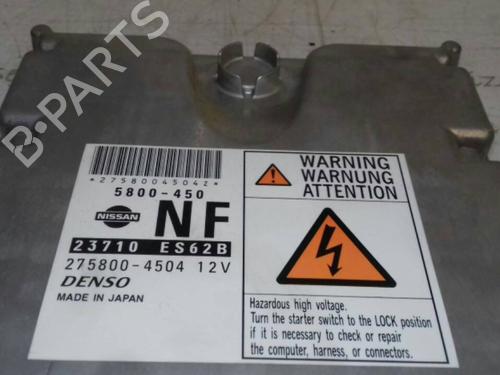 B-PARTS
*2758004504Z*
5800-450
NISSAN
NF
23710 ES62B
275800-4504 12V
DENSO
MADE IN JAPAN
WARNING
WARNUNG
ATTENTION
Hazardous high voltage.
Turn the starter switch to the LOCK position
if it is necessary to check or repair
the computer, harness, or connectors.